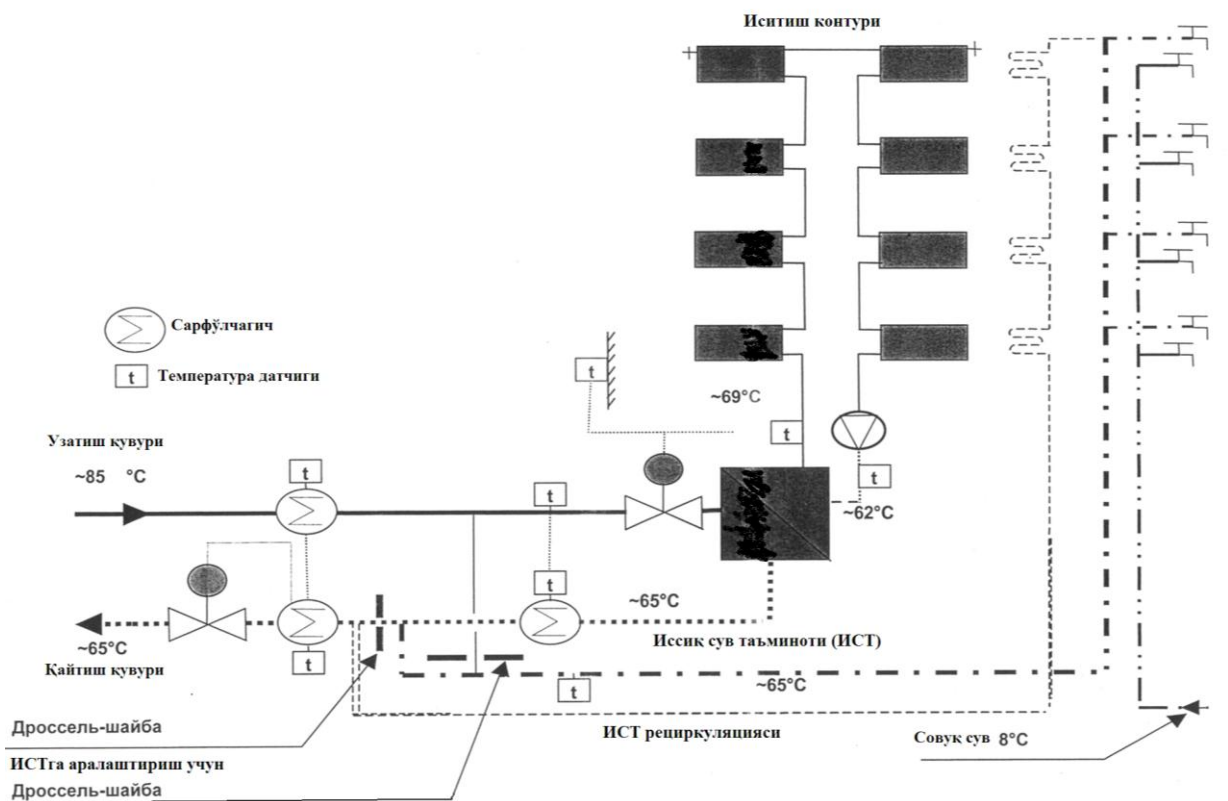 Иситиш контури
Сарфўлчагич
t
Температура датчиги
t
~69°C
t
Узатиш қувури
~85 °C
t
t
t
~62°C
t
~65°C
~65°C
Қайтиш қувури
t
Иссиқ сув таъминоти (ИСТ)
t
~65°C
Дроссель-шайба
ИСТ рециркуляцияси
Совуқ сув 8°C
ИСТга аралаштириш учун
Дроссель-шайба